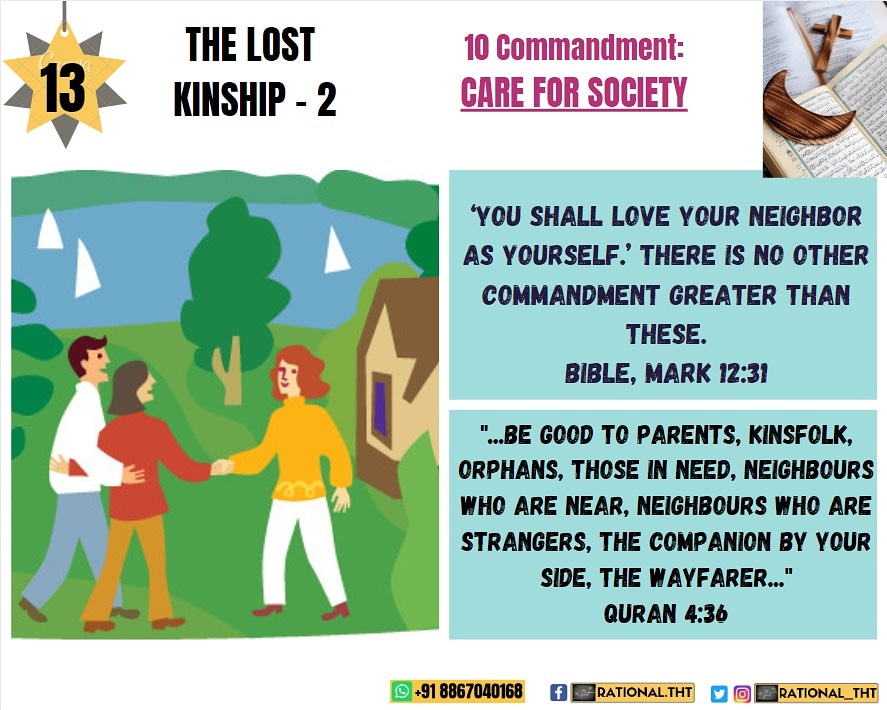 13
THE LOST
KINSHIP - 2
10 Commandment:
CARE FOR SOCIETY
‘YOU SHALL LOVE YOUR NEIGHBOR
AS YOURSELF.’ THERE IS NO OTHER
COMMANDMENT GREATER THAN
THESE.
BIBLE, MARK 12:31
"...BE GOOD TO PARENTS, KINSFOLK,
ORPHANS, THOSE IN NEED, NEIGHBOURS
WHO ARE NEAR, NEIGHBOURS WHO ARE
STRANGERS, THE COMPANION BY YOUR
SIDE, THE WAYFARER..."
QURAN 4:36
+91 8867040168
RATIONAL.THT
RATIONAL_THT